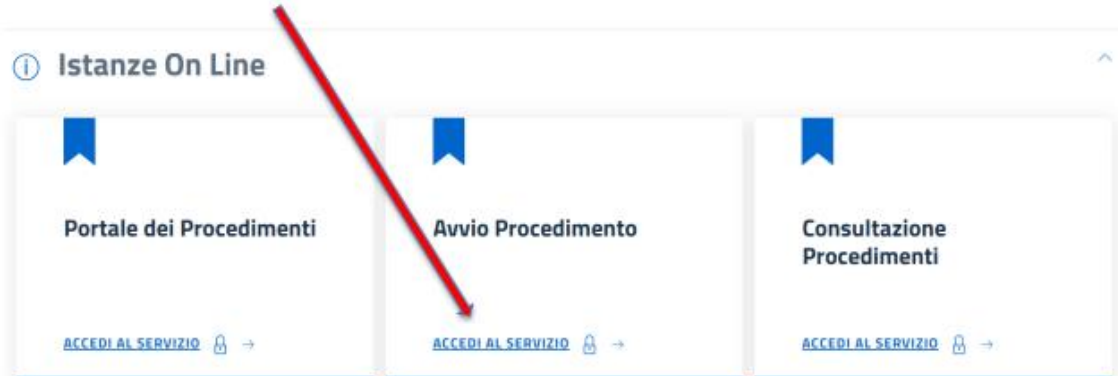 Istanze On Line
Portale dei Procedimenti
Avvio Procedimento
Consultazione
Procedimenti
ACCEDI AL SERVIZIO
ACCEDI AL SERVIZIO
ACCEDI AL SERVIZIO